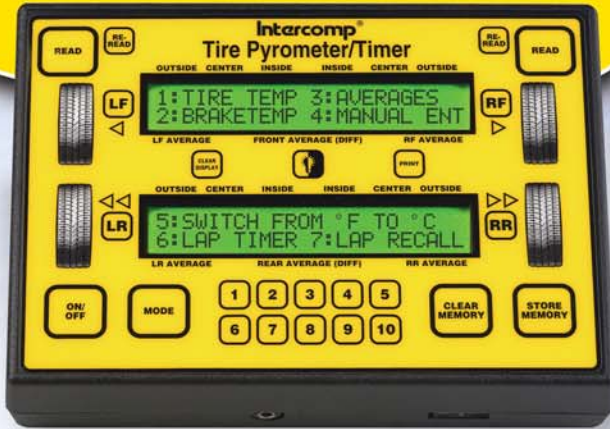 Intercomp®
Tire Pyrometer/Timer
READ
RE-READ
RE-READ
READ
OUTSIDE CENTER INSIDE INSIDE CENTER OUTSIDE
LF
1:TIRE TEMP 3:AVERAGES
2:BRAKETEMP 4:MANUAL ENT
RF
LF AVERAGE FRONT AVERAGE (DIFF) RF AVERAGE
CLEAR
DISPLAY
PRINT
OUTSIDE CENTER INSIDE INSIDE CENTER OUTSIDE
LR
5:SWITCH FROM °F TO °C
6:LAP TIMER 7:LAP RECALL
RR
LR AVERAGE REAR AVERAGE (DIFF) RR AVERAGE
ON/
OFF
MODE
1 2 3 4 5
6 7 8 9 10
CLEAR
MEMORY
STORE
MEMORY